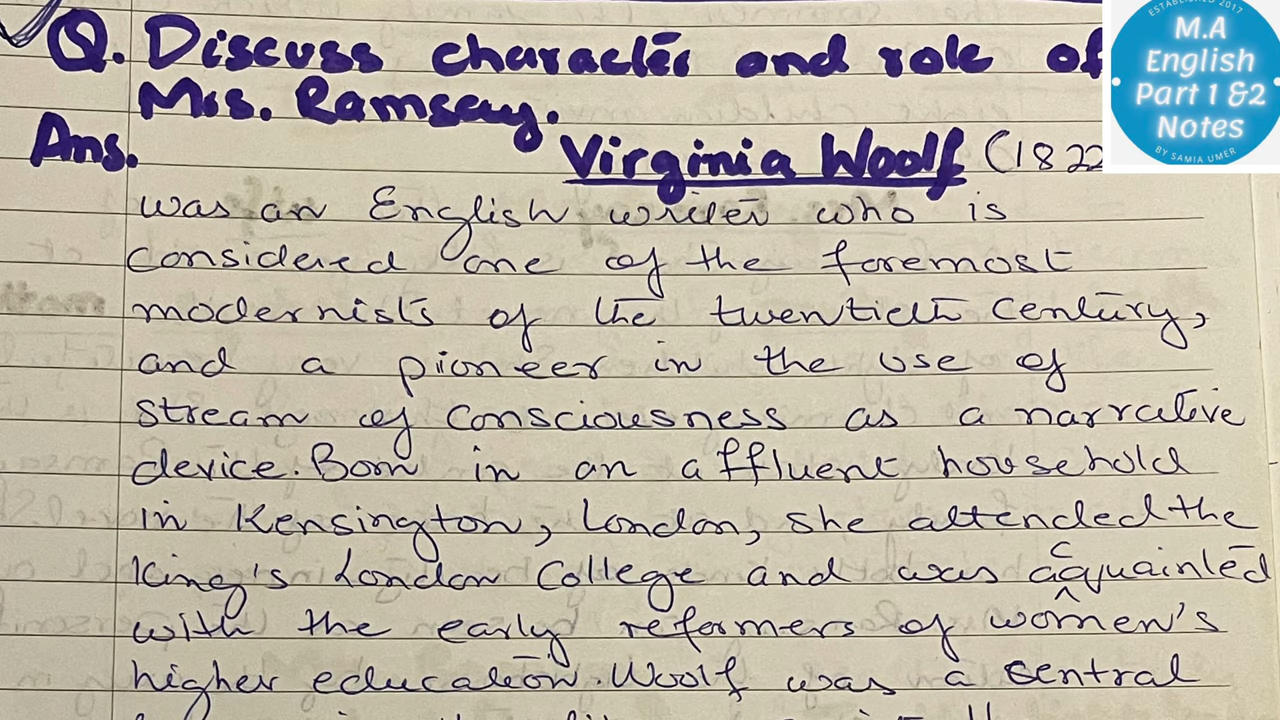 Q. Discuss character and role of
Mrs. Ramsay.
Ans.
Virginia Woolf (1822
was an English writer who is
considered one of the foremost
modernists of the twentieth century,
and a pioneer in the use of
stream of consciousness as a narrative
device. Born in an affluent household
in Kensington, London, she attended the
King's London College and was acquainted
with the early reformers of women's
higher education. Woolf was a central
ESTABLISHED 2017
M.A
English
Part 1 &2
Notes
BY SAMIA UMER